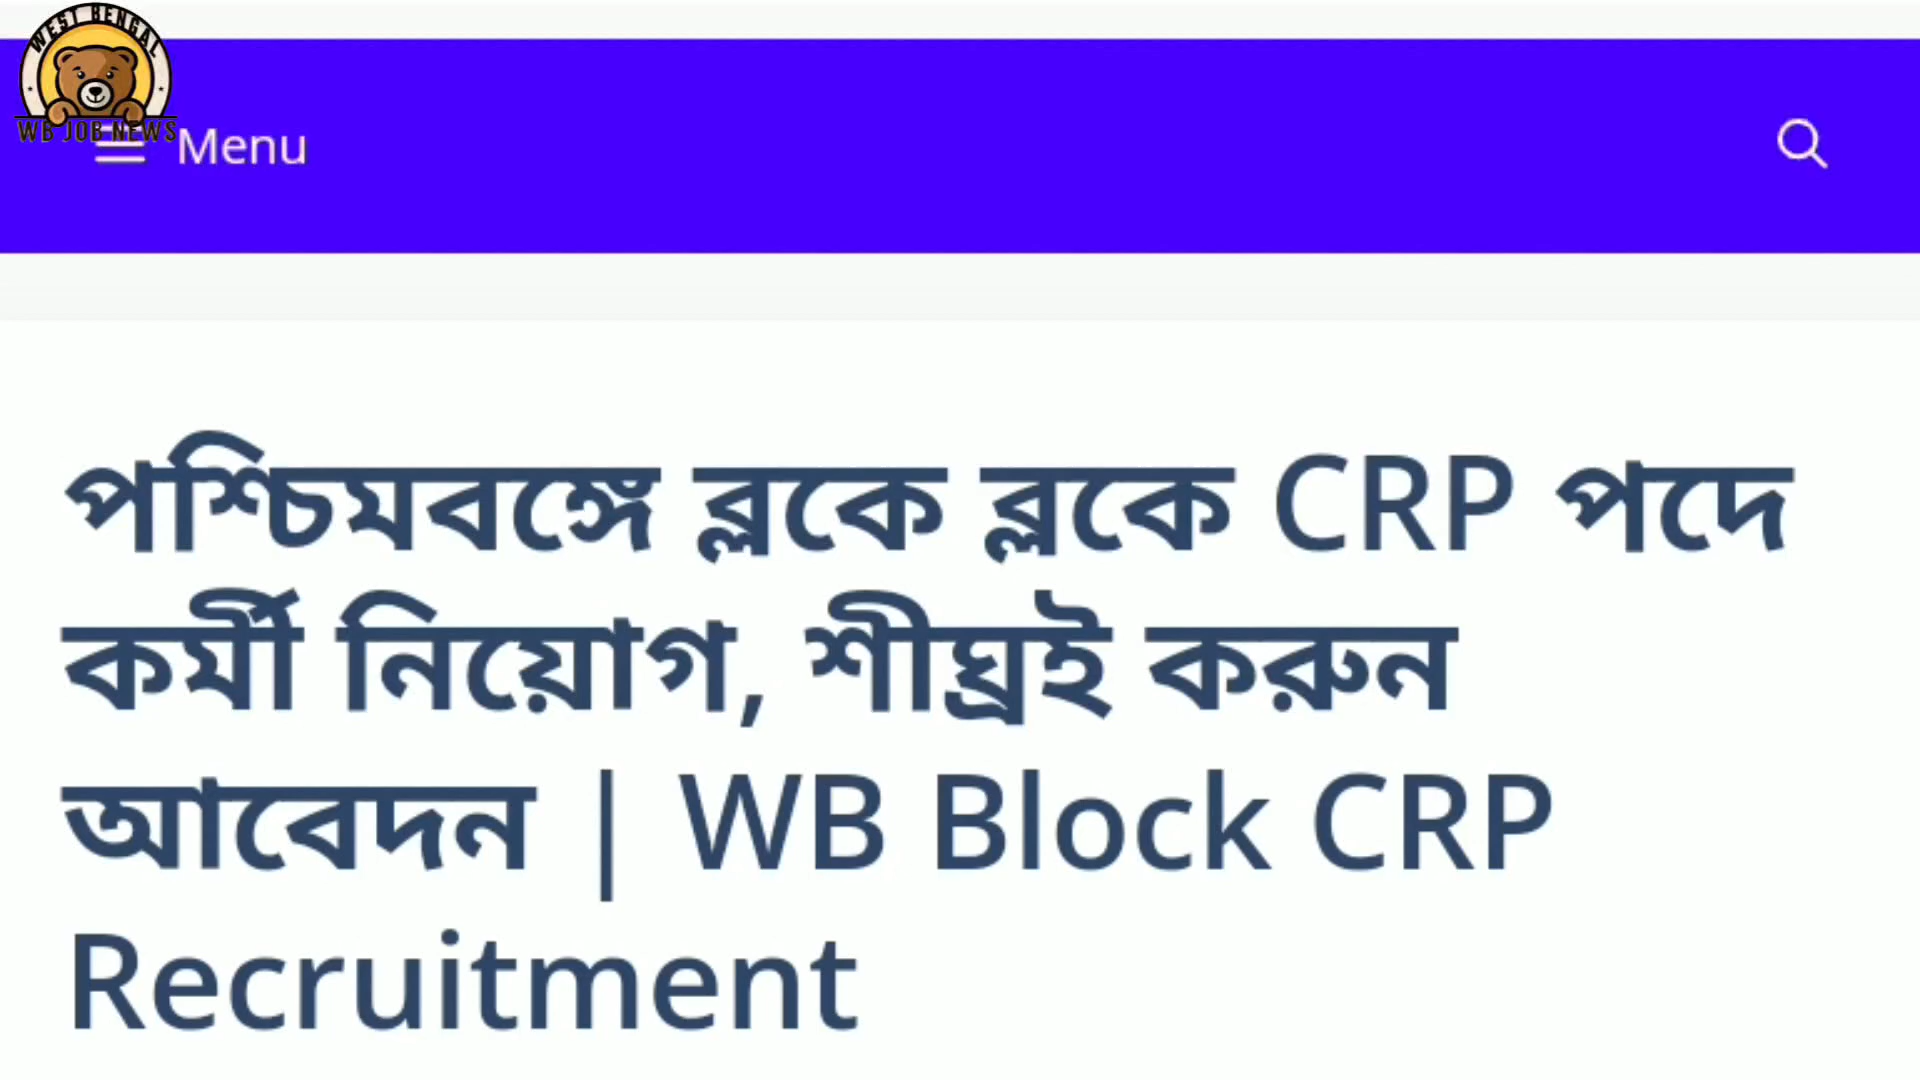 WEST BENGAL
WB JOB NEWS
Menu
পশ্চিমবঙ্গে ব্লকে ব্লকে CRP পদে
কর্মী নিয়োগ, শীঘ্রই করুন
আবেদন | WB Block CRP
Recruitment